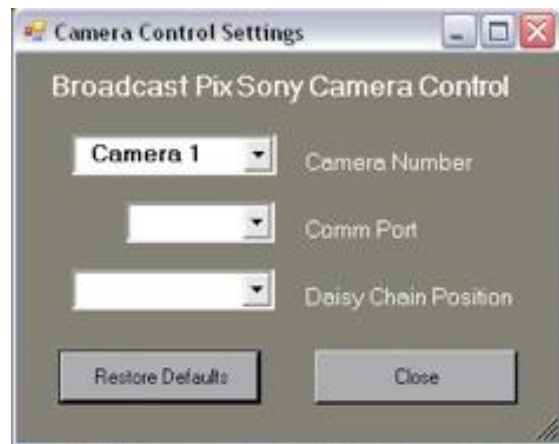 Camera Control Settings
Broadcast Pix Sony Camera Control
Camera 1
Camera Number
Comm Port
Daisy Chain Position
Restore Defaults
Close